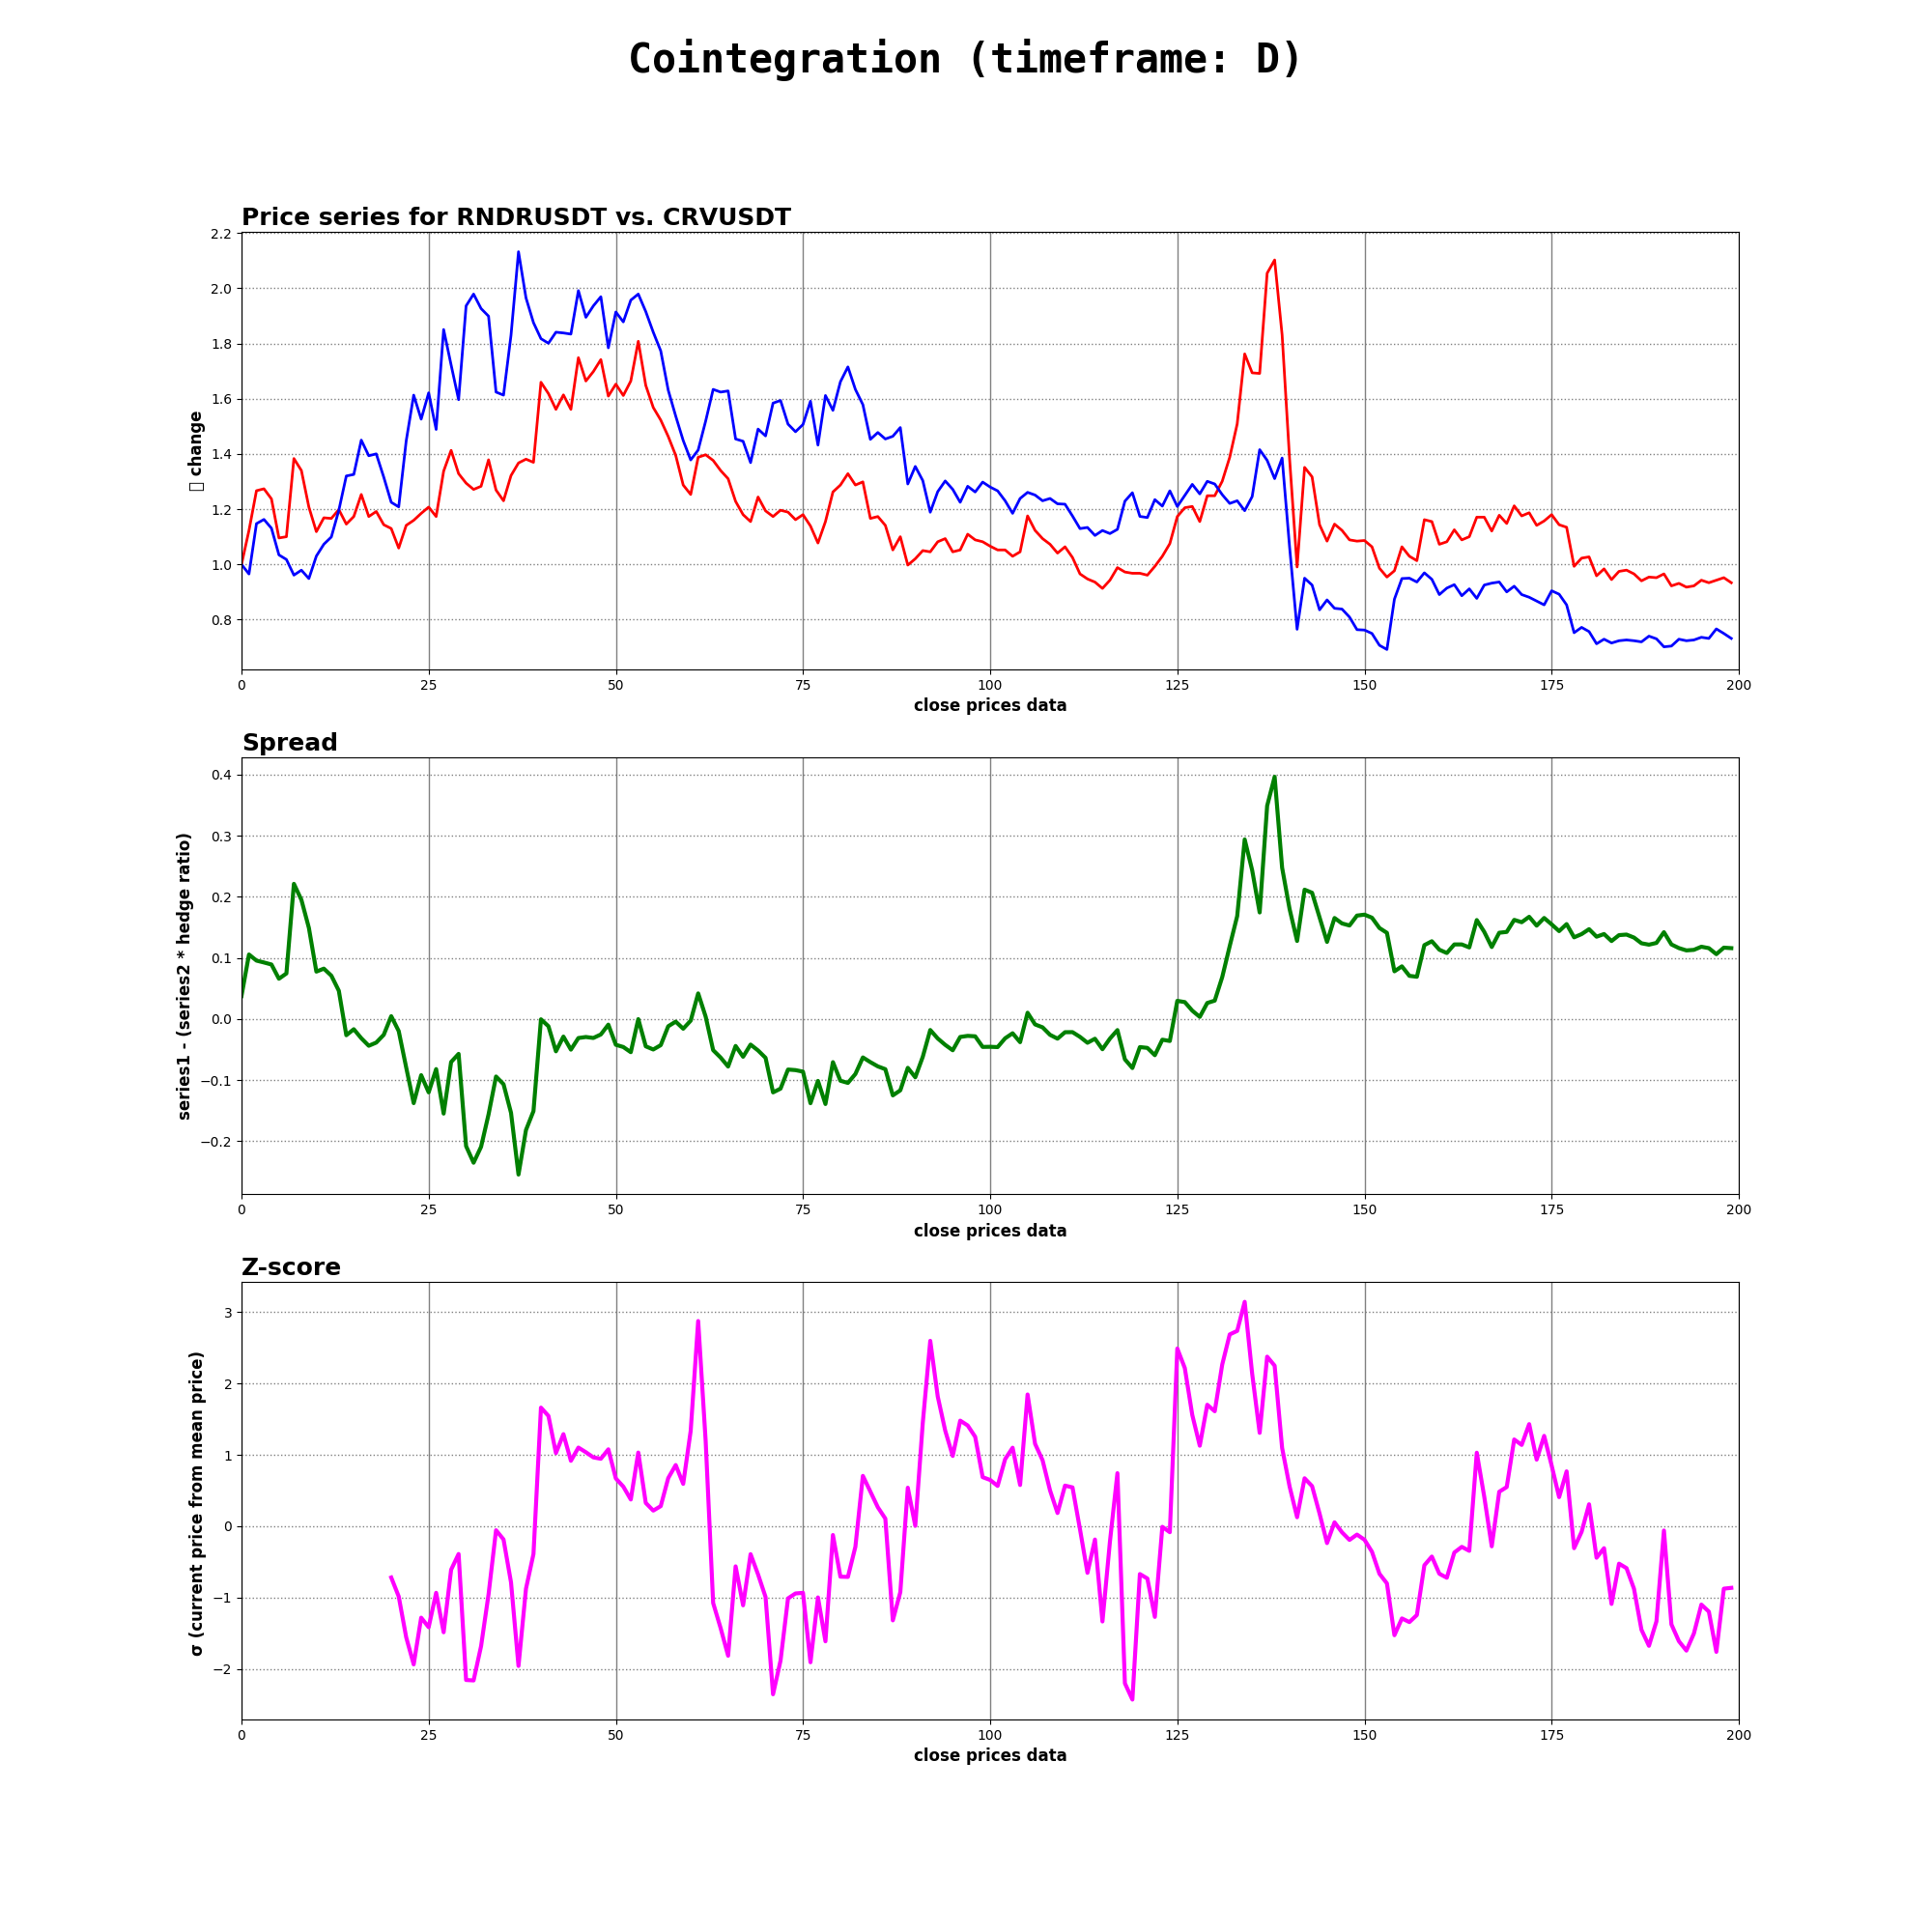 Cointegration (timeframe: D)
Price series for RNDRUSDT vs. CRVUSDT
change
2.2
2.0
1.8
1.6
1.4
1.2
1.0
0.8
0 25 50 75 100 125 150 175 200
close prices data
Spread
series1 - (series2 * hedge ratio)
0.4
0.3
0.2
0.1
0.0
−0.1
−0.2
0 25 50 75 100 125 150 175 200
close prices data
Z-score
σ (current price from mean price)
3
2
1
0
−1
−2
0 25 50 75 100 125 150 175 200
close prices data